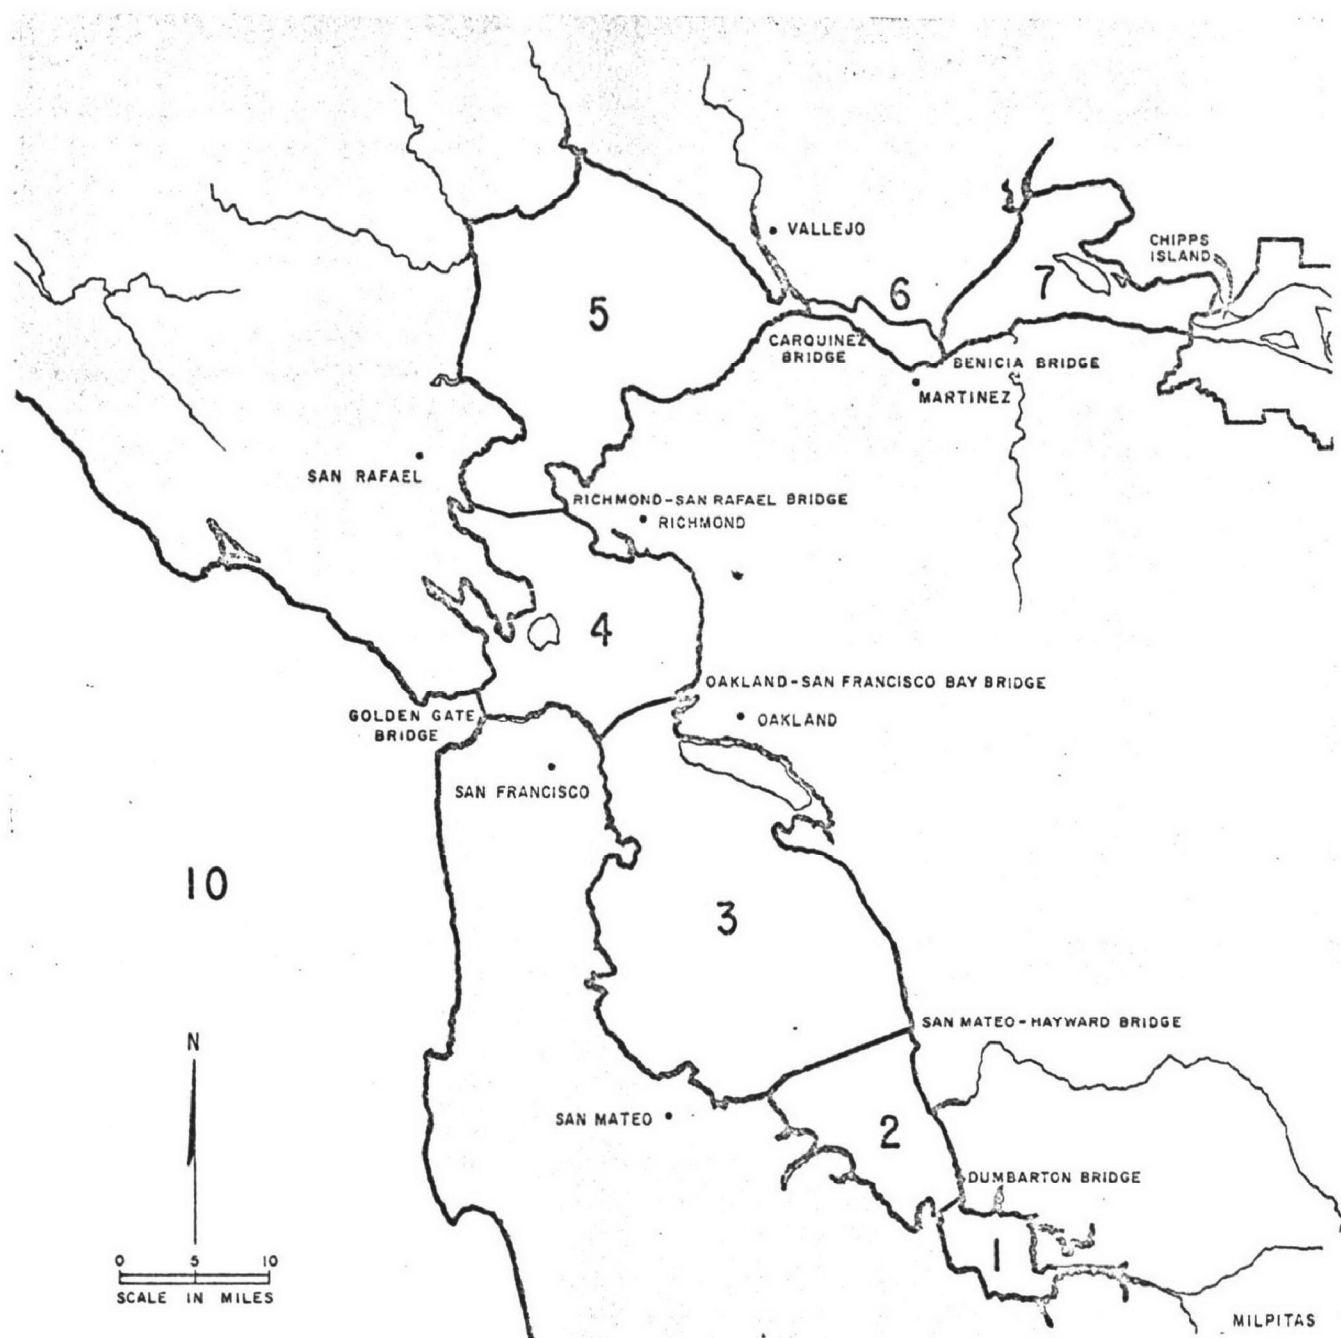 VALLEJO
CHIPPS
ISLAND
6
7
5
CARQUINEZ
BRIDGE
BENICIA BRIDGE
MARTINEZ
SAN RAFAEL
RICHMOND-SAN RAFAEL BRIDGE
RICHMOND
4
OAKLAND-SAN FRANCISCO BAY BRIDGE
GOLDEN GATE
BRIDGE
OAKLAND
SAN FRANCISCO
10
3
SAN MATEO-HAYWARD BRIDGE
N
SAN MATEO
2
DUMBARTON BRIDGE
1
0 5 10
SCALE IN MILES
MILPITAS